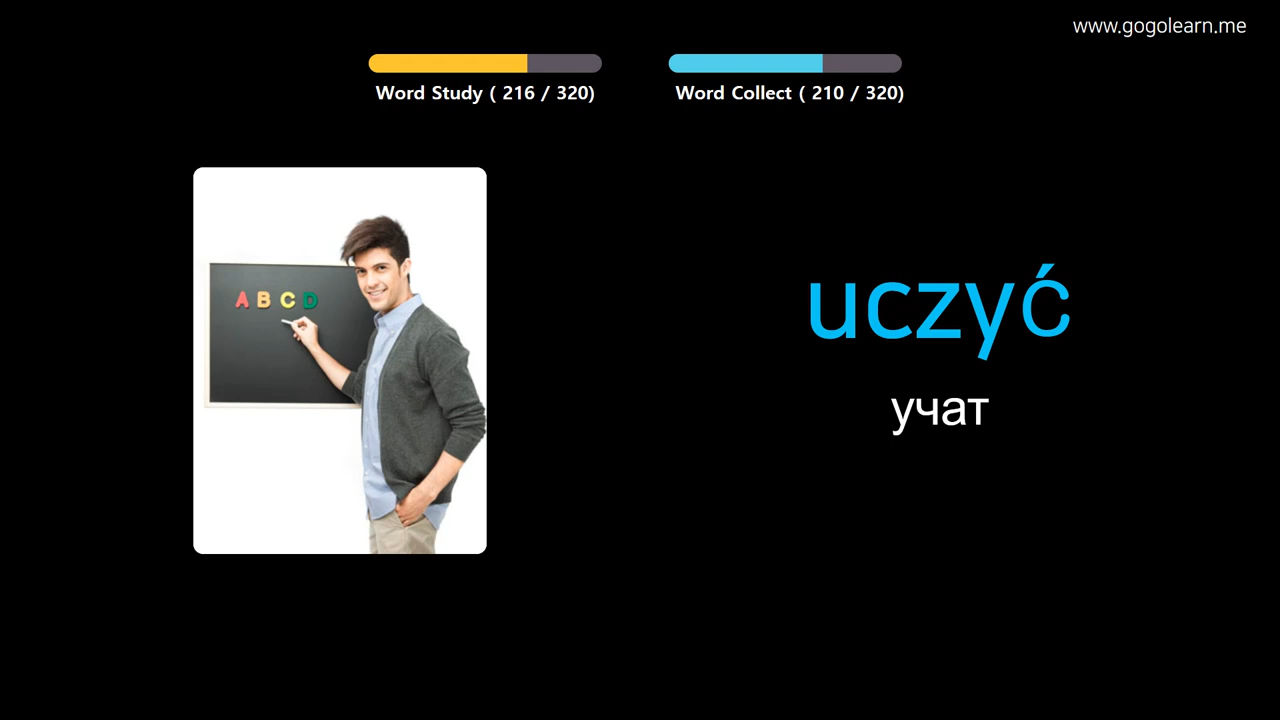 www.gogolearn.me
Word Study ( 216 / 320)
Word Collect ( 210 / 320)
A B C D
uczyć
учат